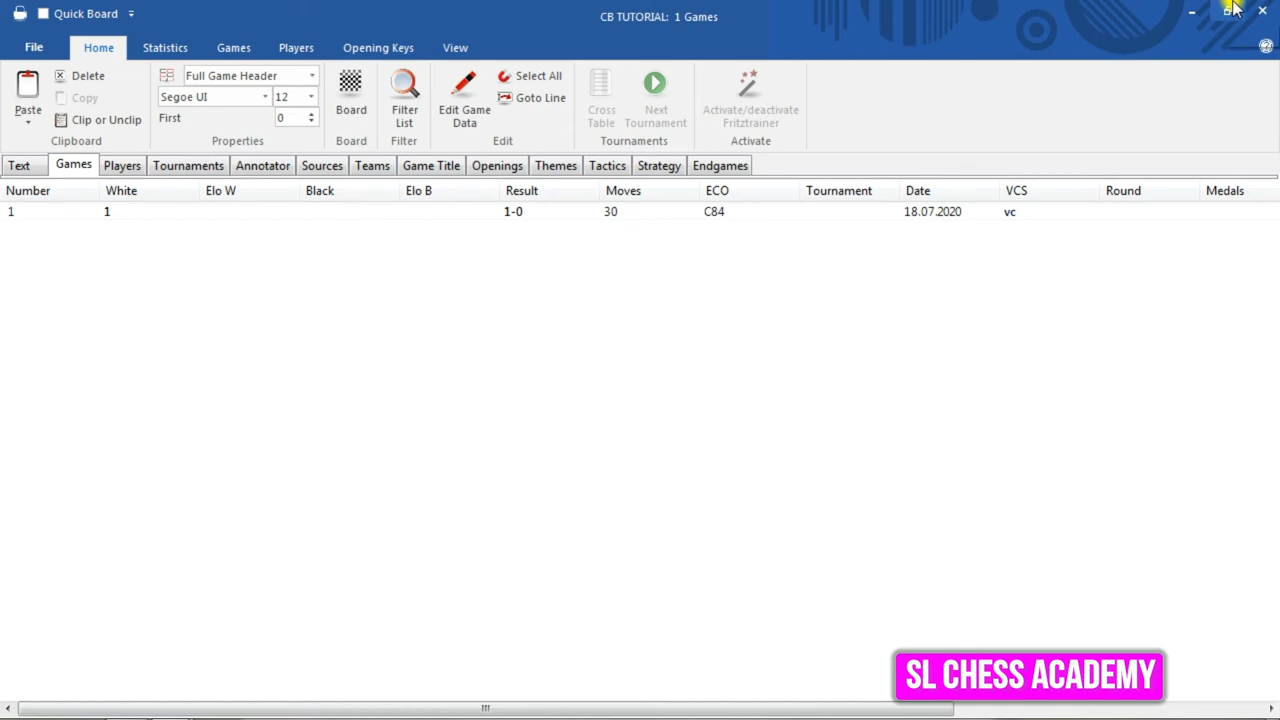 Quick Board
CB TUTORIAL: 1 Games
File Home Statistics Games Players Opening Keys View
Paste
Delete
Copy
Clip or Unclip
Clipboard
Full Game Header
Segoe UI 12
First 0
Properties
Board
Board
Filter
List
Filter
Edit Game
Data
Select All
Goto Line
Edit
Cross
Table
Next
Tournament
Tournaments
Activate/deactivate
Fritztrainer
Activate
Text Games Players Tournaments Annotator Sources Teams Game Title Openings Themes Tactics Strategy Endgames
Number White Elo W Black Elo B Result Moves ECO Tournament Date VCS Round Medals
1 1 1-0 30 C84 18.07.2020 vc
SL CHESS ACADEMY